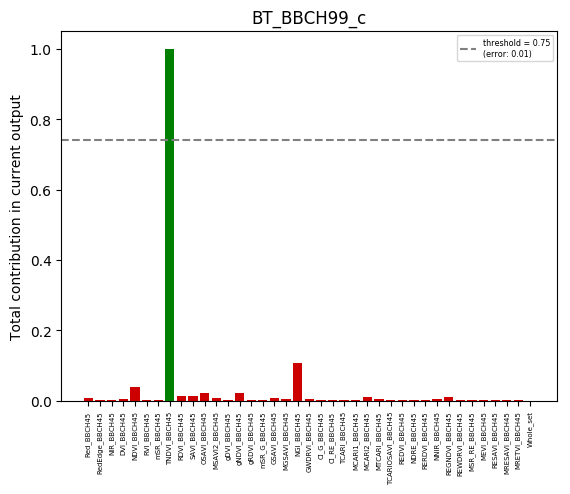 BT_BBCH99_c
threshold = 0.75
(error: 0.01)
Total contribution in current output
1.0
0.8
0.6
0.4
0.2
0.0
Red_BBCH45
RedEdge_BBCH45
NIR_BBCH45
DVI_BBCH45
NDVI_BBCH45
RVI_BBCH45
mSR_BBCH45
TNDVI_BBCH45
RDVI_BBCH45
SAVI_BBCH45
OSAVI_BBCH45
MSAVI2_BBCH45
gDVI_BBCH45
gNDVI_BBCH45
gRDVI_BBCH45
mSR_G_BBCH45
GSAVI_BBCH45
MGSAVI_BBCH45
NGI_BBCH45
GWDRVI_BBCH45
CI_G_BBCH45
CI_RE_BBCH45
TCARI_BBCH45
MCARI1_BBCH45
MCARI2_BBCH45
MTCARI_BBCH45
TCARIOSAVI_BBCH45
REDVI_BBCH45
NDRE_BBCH45
RERDVI_BBCH45
NNIR_BBCH45
REGNDVI_BBCH45
REWDRVI_BBCH45
MSR_RE_BBCH45
MEVI_BBCH45
RESAVI_BBCH45
MRESAVI_BBCH45
MRETVI_BBCH45
Whole_set